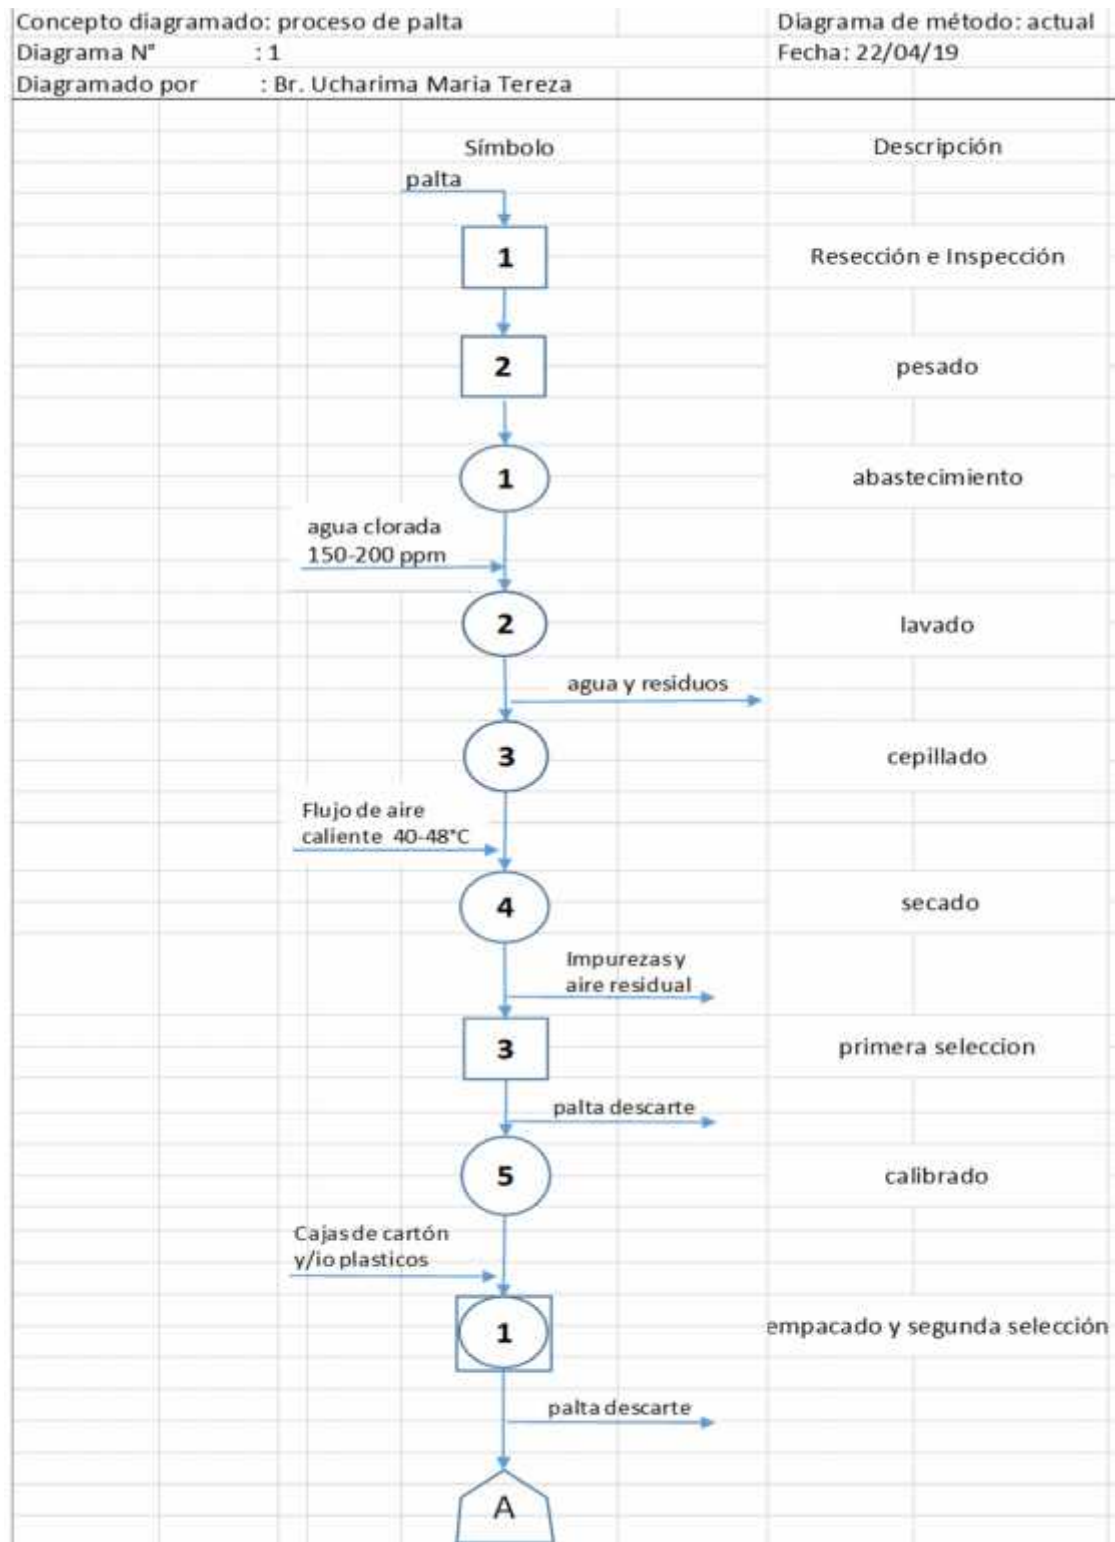 Concepto diagramado: proceso de palta Diagrama de método: actual
Diagrama N° : 1 Fecha: 22/04/19
Diagramado por : Br. Ucharima Maria Tereza
Símbolo Descripción
palta
1 Resección e Inspección
2 pesado
1 abastecimiento
agua clorada
150-200 ppm
2 lavado
agua y residuos
3 cepillado
Flujo de aire
caliente 40-48°C
4 secado
Impurezas y
aire residual
3 primera seleccion
palta descarte
5 calibrado
Cajas de cartón
y/io plasticos
1 empacado y segunda selección
palta descarte
A